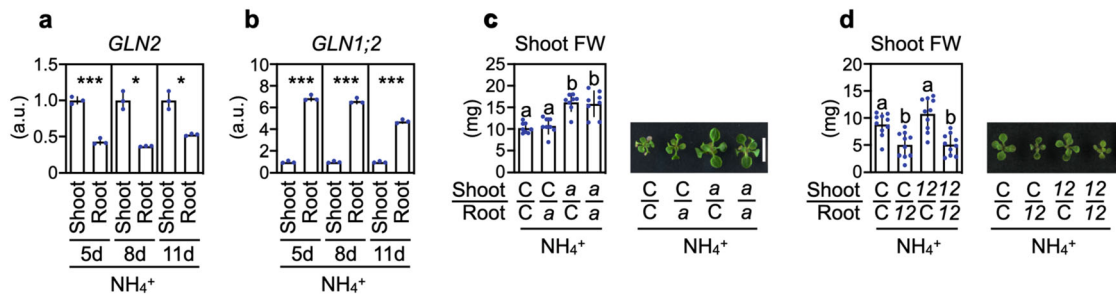 a
GLN2
(a.u.)
1.5
1.0
0.5
0
***
*
*
Shoot
Root
Shoot
Root
Shoot
Root
5d
8d
11d
NH₄⁺
b
GLN1;2
(a.u.)
10
8
6
4
2
0
***
***
***
Shoot
Root
Shoot
Root
Shoot
Root
5d
8d
11d
NH₄⁺
c
Shoot FW
(mg)
25
20
15
10
5
0
a a b b
Shoot C C a a
Root C a C a
NH₄⁺
C C a a
C a C a
NH₄⁺
d
Shoot FW
(mg)
20
15
10
5
0
a b a b
Shoot C C 12 12
Root C 12 C 12
NH₄⁺
C C 12 12
C 12 C 12
NH₄⁺